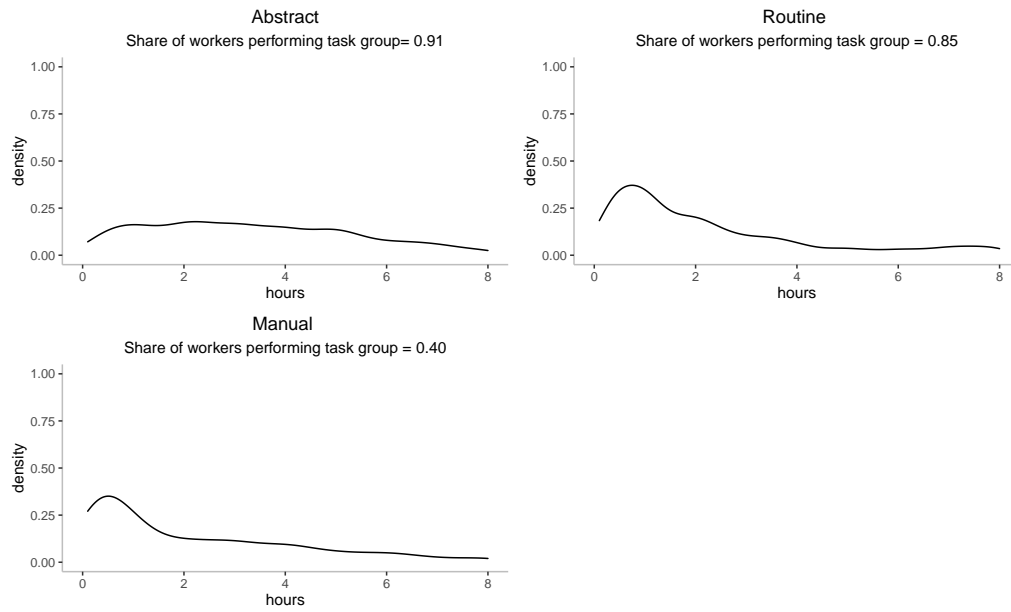 Abstract
Share of workers performing task group= 0.91
1.00
0.75
0.50
0.25
0.00
density
0 2 4 6 8
hours
Routine
Share of workers performing task group = 0.85
1.00
0.75
0.50
0.25
0.00
density
0 2 4 6 8
hours
Manual
Share of workers performing task group = 0.40
1.00
0.75
0.50
0.25
0.00
density
0 2 4 6 8
hours